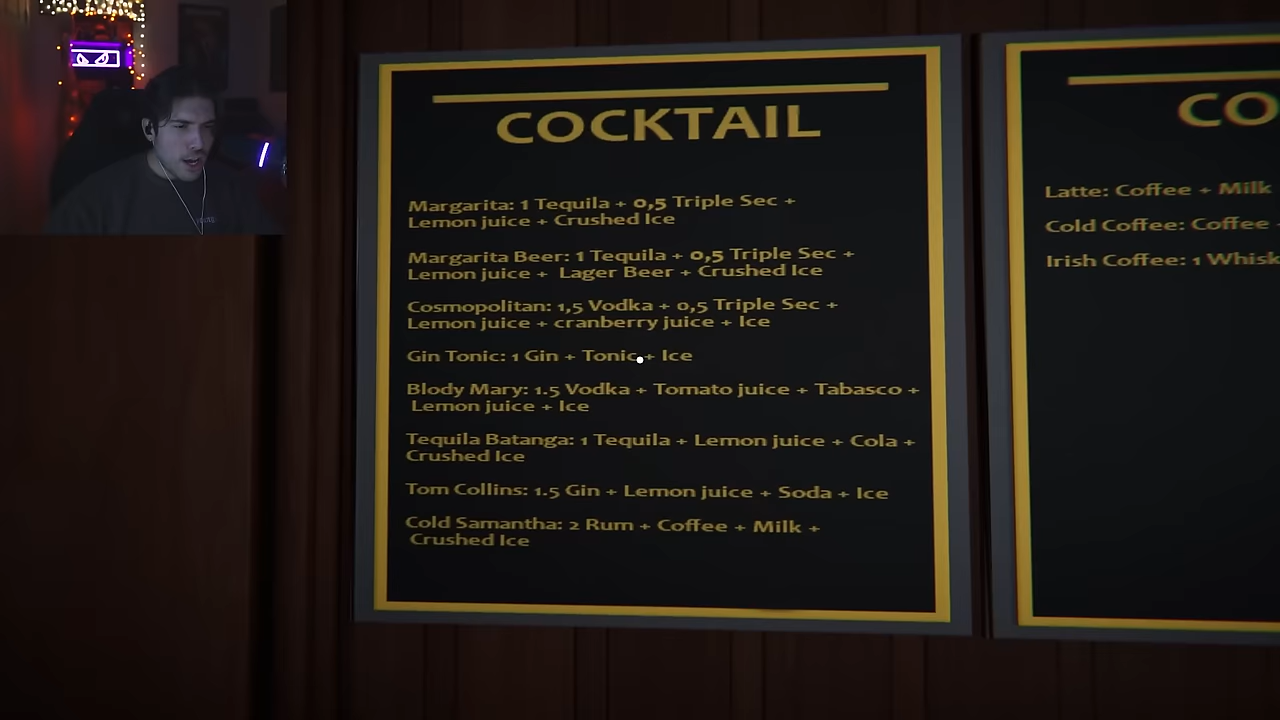 COCKTAIL
Margarita: 1 Tequila + 0,5 Triple Sec +
Lemon juice + Crushed Ice
Margarita Beer: 1 Tequila + 0,5 Triple Sec +
Lemon juice + Lager Beer + Crushed Ice
Cosmopolitan: 1,5 Vodka + 0,5 Triple Sec +
Lemon juice + cranberry juice + Ice
Gin Tonic: 1 Gin + Tonic + Ice
Blody Mary: 1.5 Vodka + Tomato juice + Tabasco +
Lemon juice + Ice
Tequila Batanga: 1 Tequila + Lemon juice + Cola +
Crushed Ice
Tom Collins: 1.5 Gin + Lemon juice + Soda + Ice
Cold Samantha: 2 Rum + Coffee + Milk +
Crushed Ice
CO
Latte: Coffee + Milk
Cold Coffee: Coffee
Irish Coffee: 1 Whisk